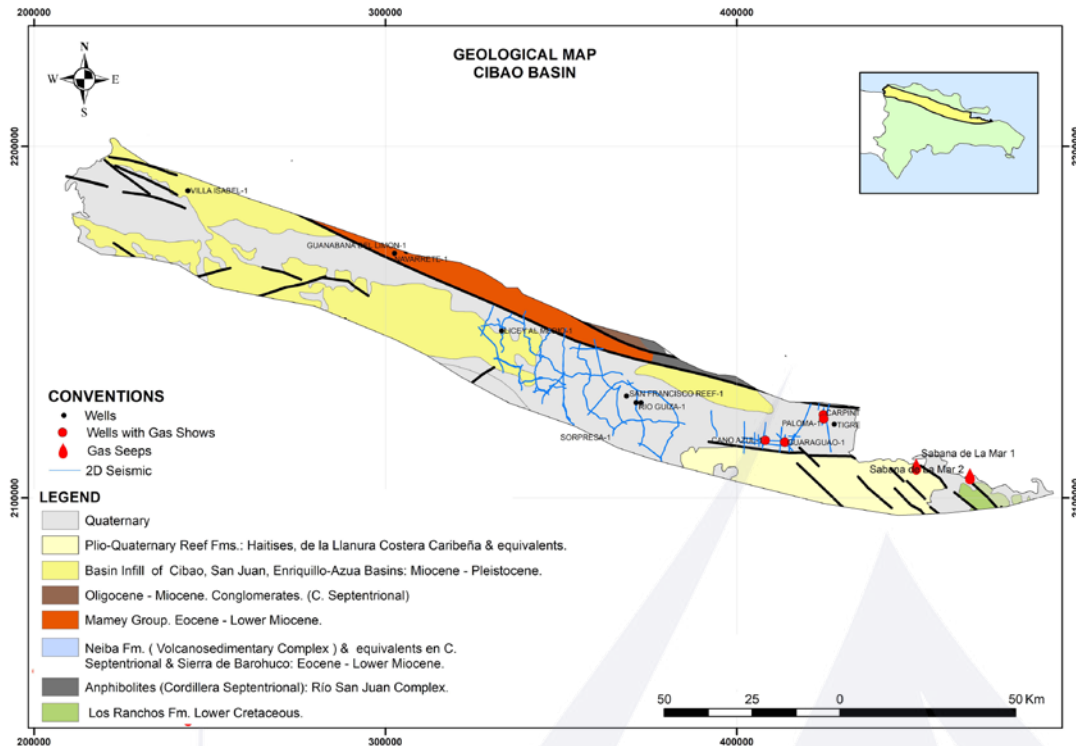 200000
300000
400000
GEOLOGICAL MAP
CIBAO BASIN
N
W
E
S
2200000
2200000
VILLA ISABEL-1
GUANABANA DEL LIMON-1
NAVARRETE-1
LICEY AL MEDIO-1
SAN FRANCISCO REEF-1
RIO GUIZA-1
SORPRESA-1
CARPIN
PALOMA-1
TIGRE
CANO AZUL
GUARAGUAO-1
Sabana de La Mar 1
Sabana de La Mar 2
2100000
2100000
CONVENTIONS
Wells
Wells with Gas Shows
Gas Seeps
2D Seismic
LEGEND
Quaternary
Plio-Quaternary Reef Fms.: Haitises, de la Llanura Costera Caribeña & equivalents.
Basin Infill of Cibao, San Juan, Enriquillo-Azua Basins: Miocene - Pleistocene.
Oligocene - Miocene. Conglomerates. (C. Septentrional)
Mamey Group. Eocene - Lower Miocene.
Neiba Fm. ( Volcanosedimentary Complex ) & equivalents en C.
Septentrional & Sierra de Barohuco: Eocene - Lower Miocene.
Anphibolites (Cordillera Septentrional): Río San Juan Complex.
Los Ranchos Fm. Lower Cretaceous.
50 25 0 50 Km
200000
300000
400000